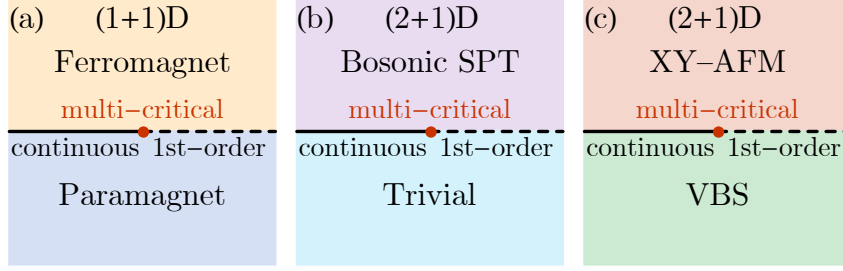 (a) (1+1)D
Ferromagnet
multi−critical
continuous 1st−order
Paramagnet
(b) (2+1)D
Bosonic SPT
multi−critical
continuous 1st−order
Trivial
(c) (2+1)D
XY−AFM
multi−critical
continuous 1st−order
VBS